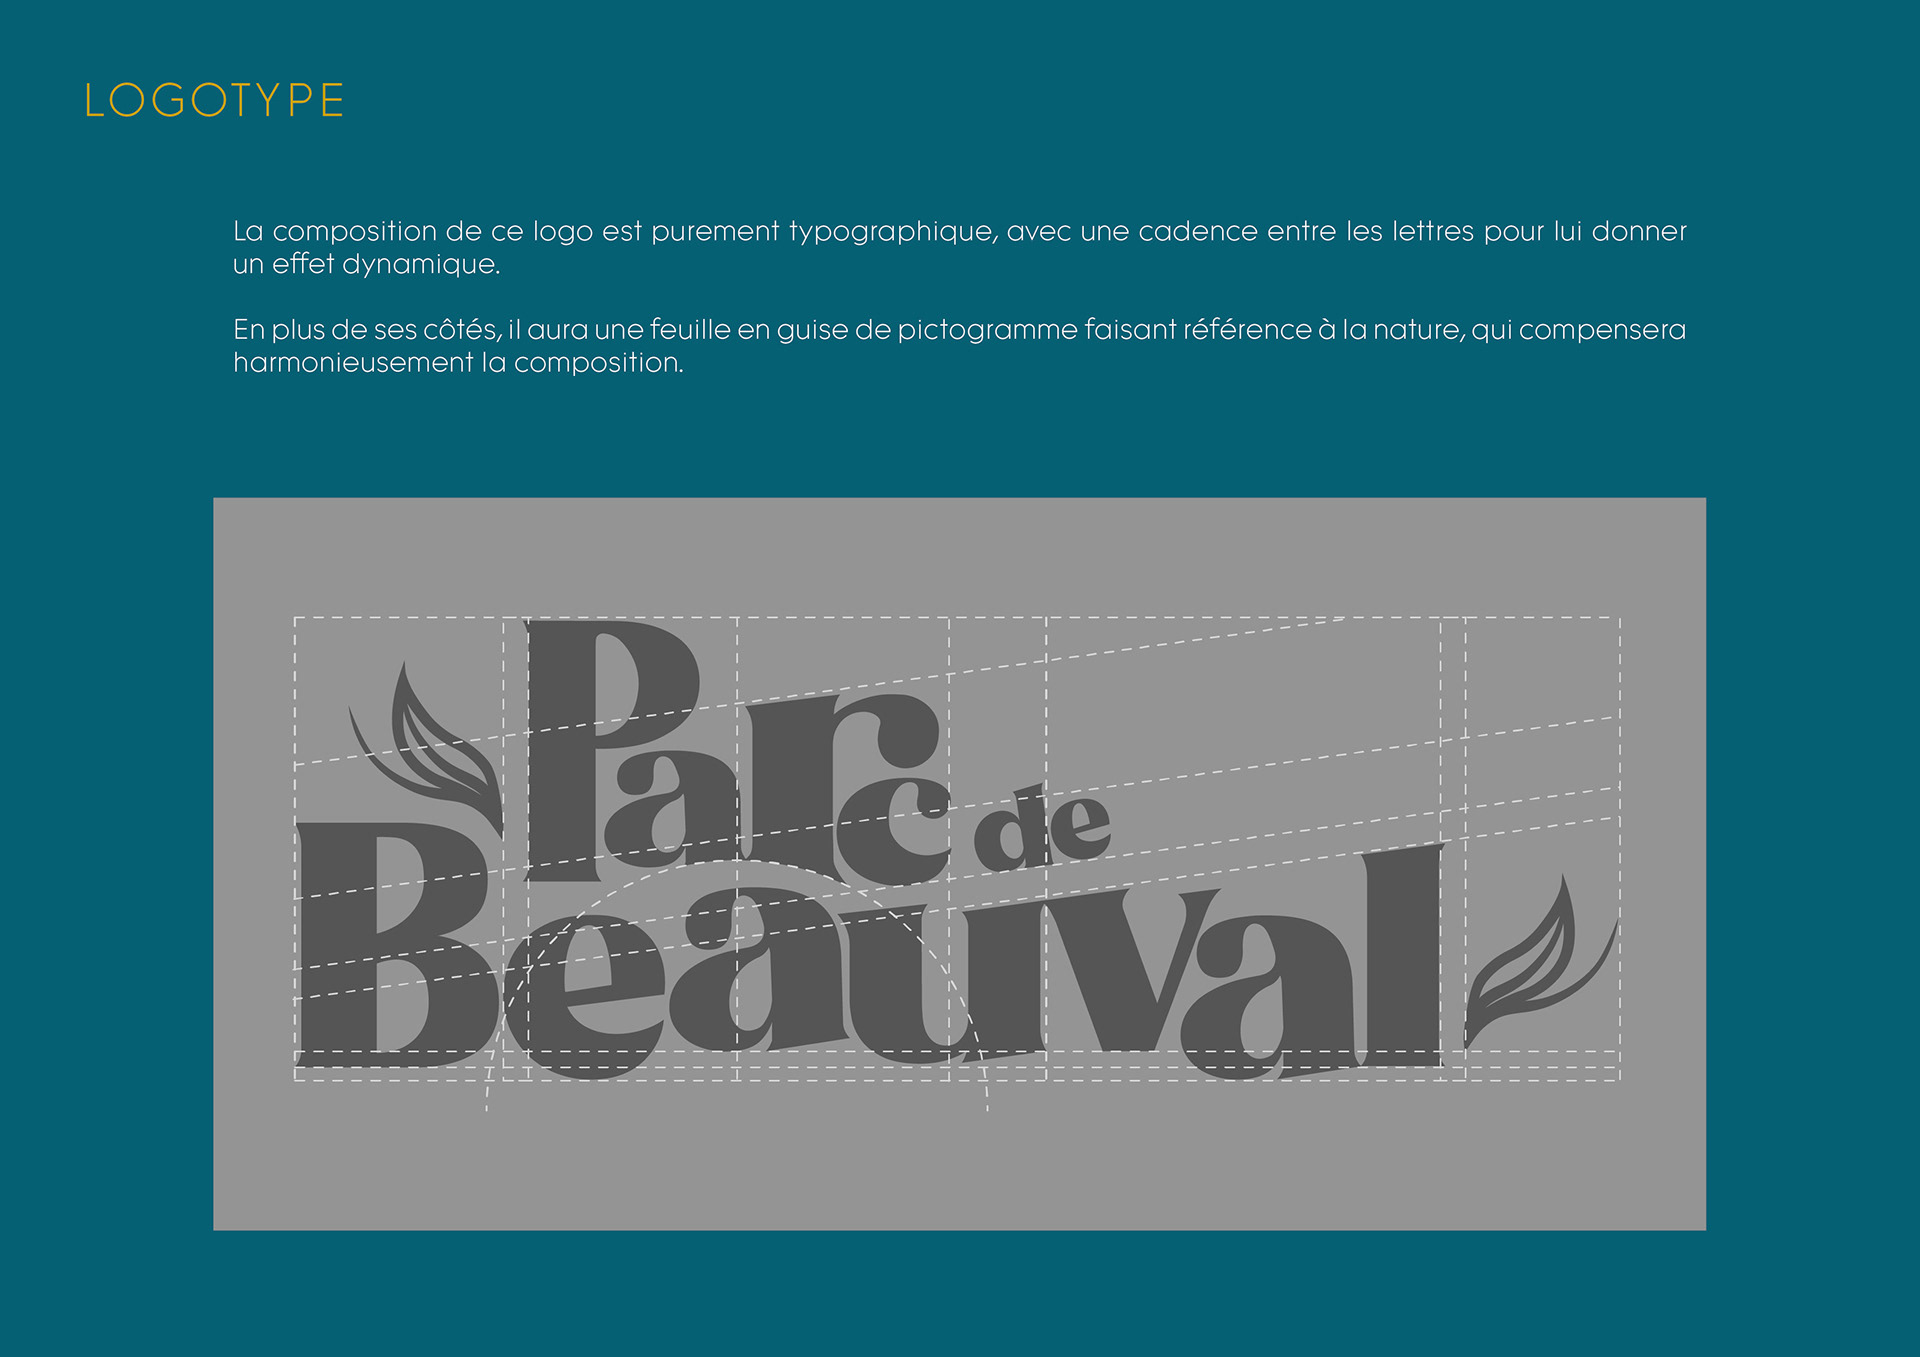 LOGOTYPE
La composition de ce logo est purement typographique, avec une cadence entre les lettres pour lui donner
un effet dynamique.
En plus de ses côtés, il aura une feuille en guise de pictogramme faisant référence à la nature, qui compensera
harmonieusement la composition.
Parc de
Beauval